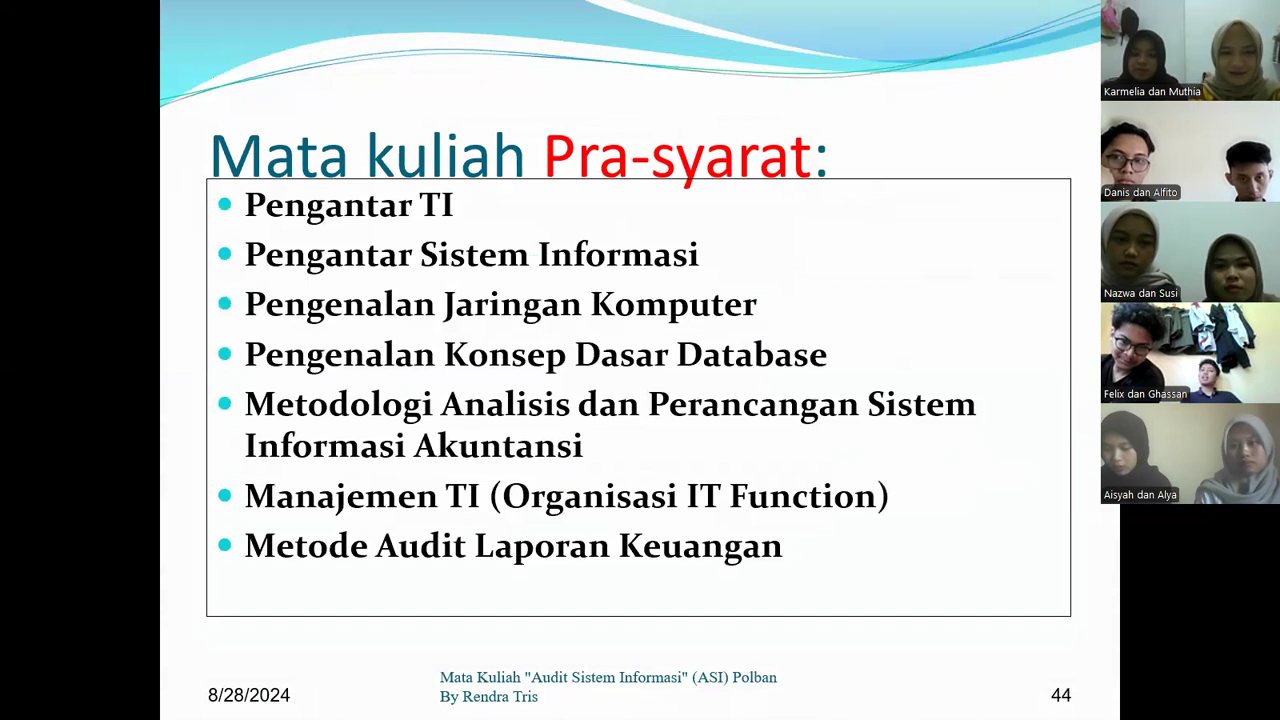 Mata kuliah Pra-syarat:
Pengantar TI
Pengantar Sistem Informasi
Pengenalan Jaringan Komputer
Pengenalan Konsep Dasar Database
Metodologi Analisis dan Perancangan Sistem
Informasi Akuntansi
Manajemen TI (Organisasi IT Function)
Metode Audit Laporan Keuangan
8/28/2024
Mata Kuliah "Audit Sistem Informasi" (ASI) Polban
By Rendra Tris
44
Karmelia dan Muthia
Danis dan Alfito
Nazwa dan Susi
Felix dan Ghassan
Aisyah dan Alya